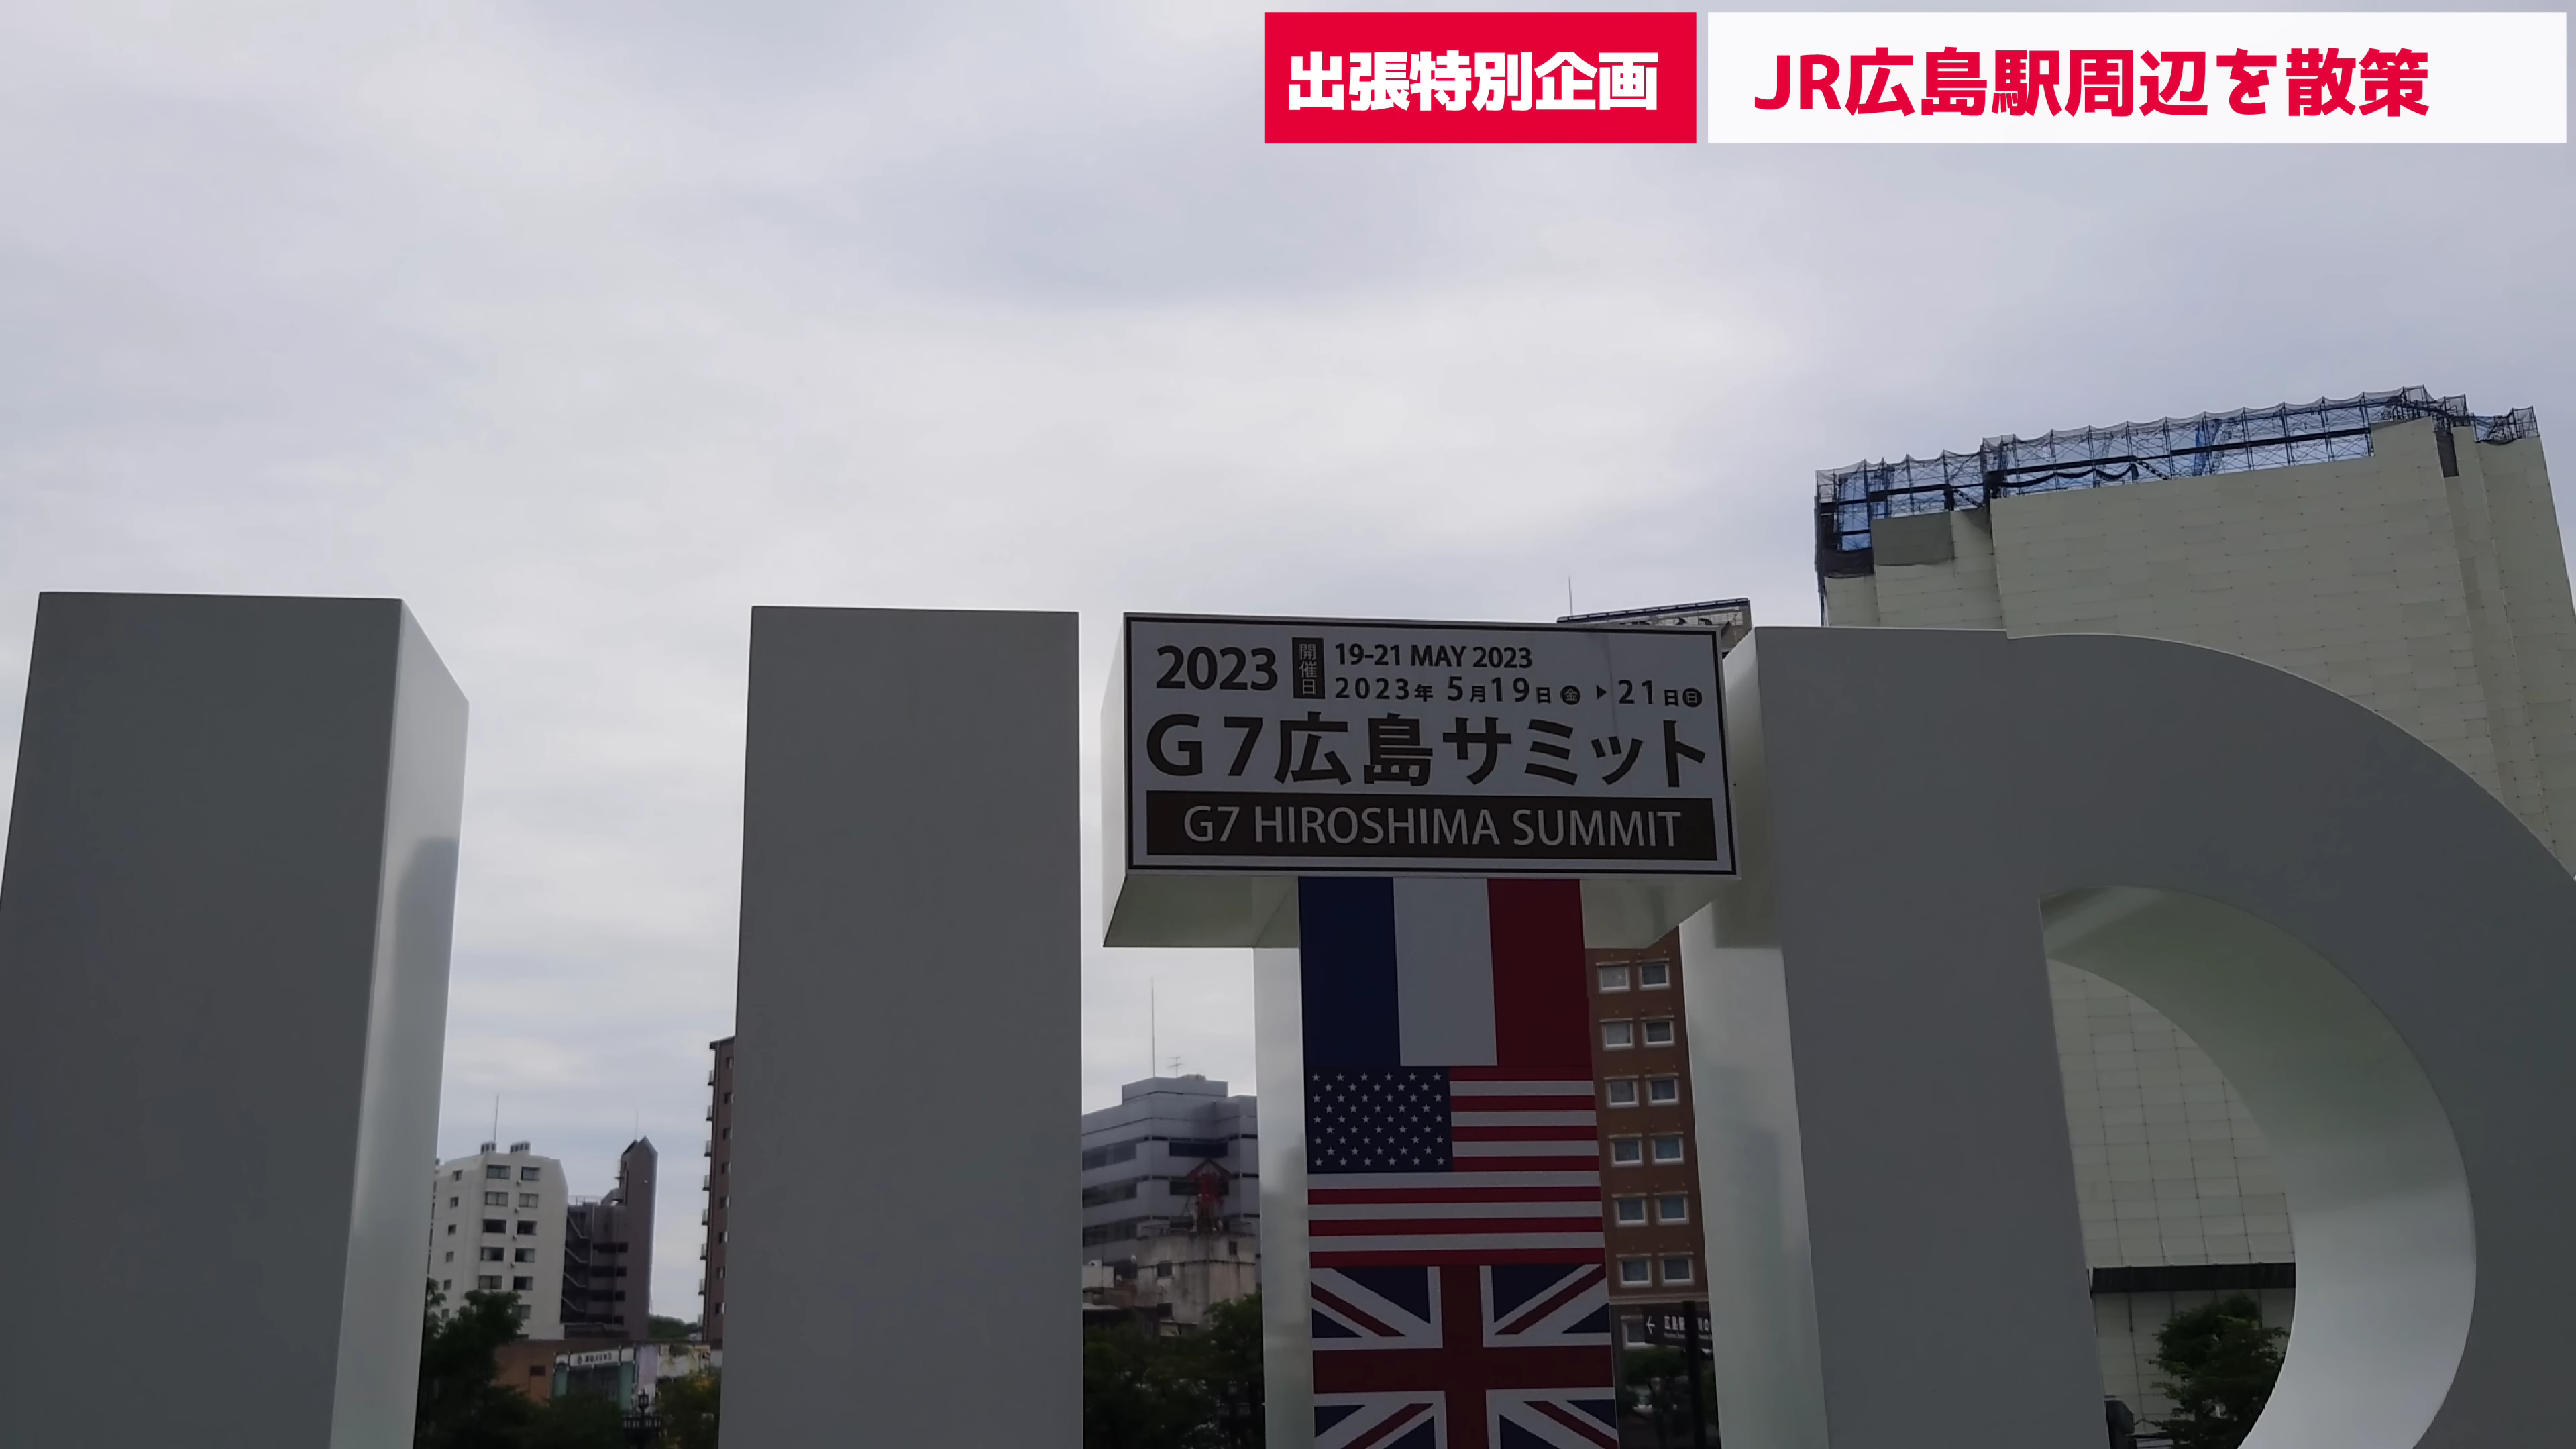 出張特別企画
JR広島駅周辺を散策
2023
開催日
19-21 MAY 2023
2023年 5月19日㊎ ▶ 21日㊐
G7広島サミット
G7 HIROSHIMA SUMMIT